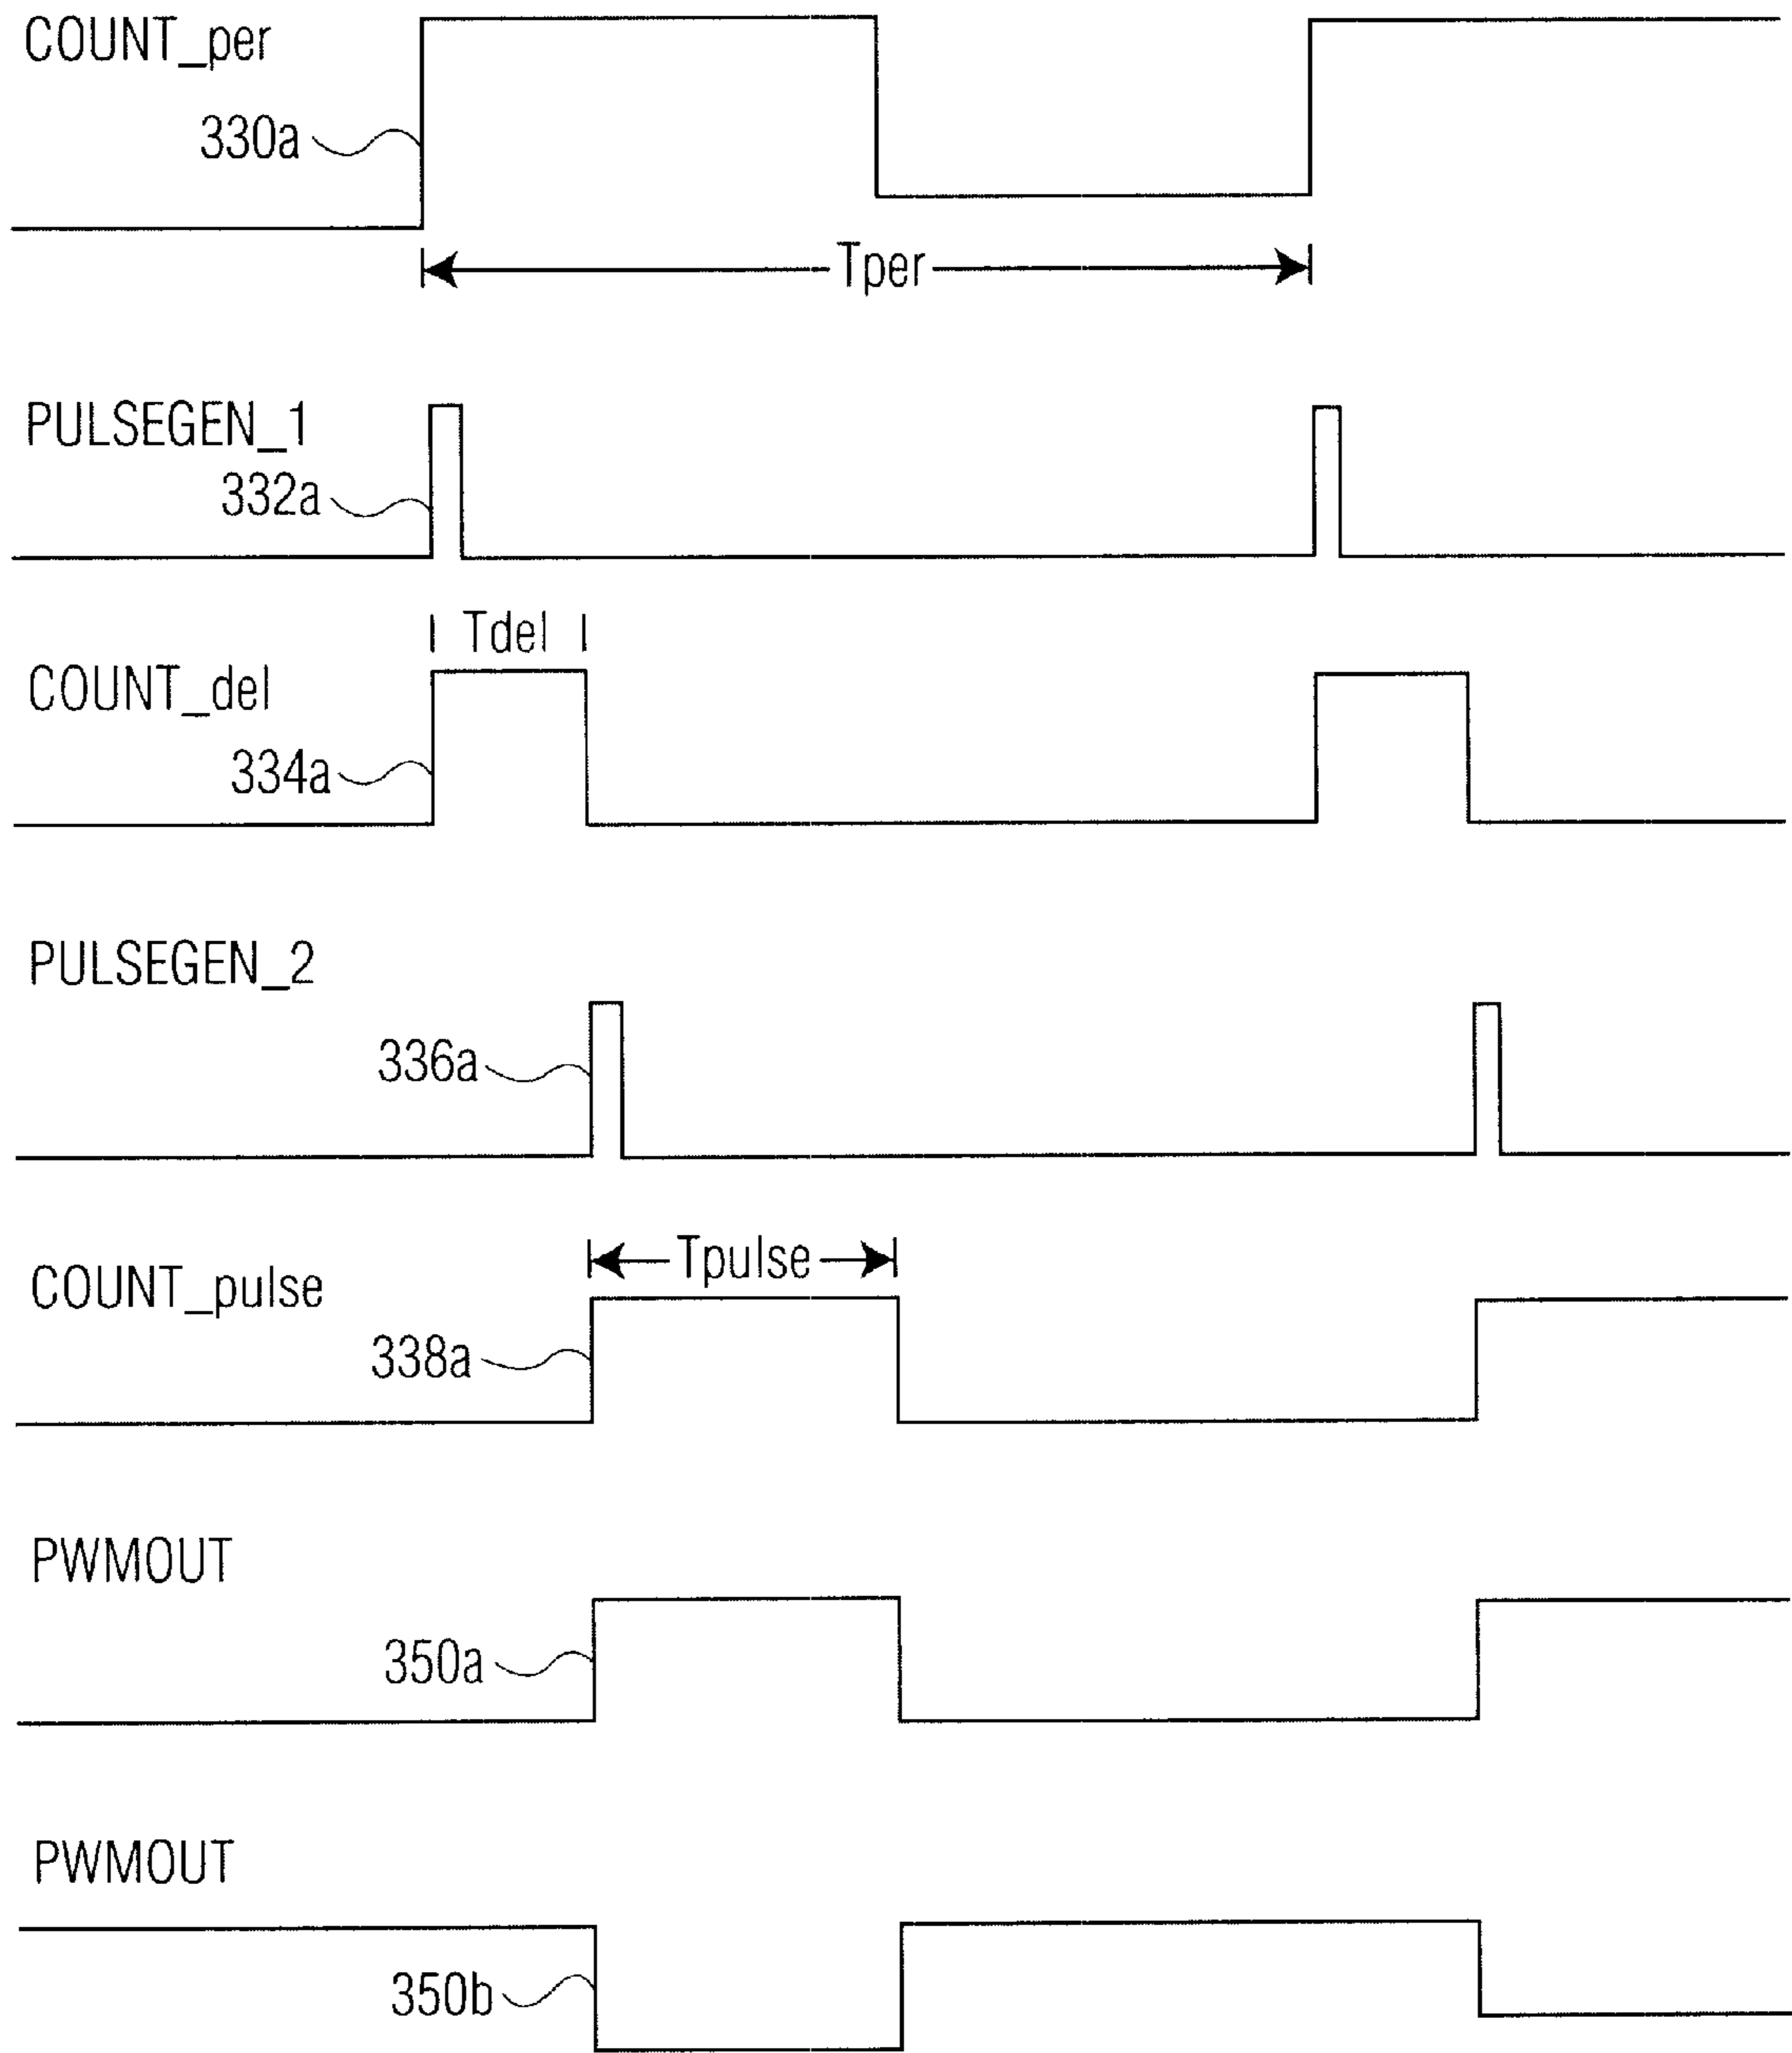 COUNT_per
330a
Tper
PULSEGEN_1
332a
Tdel
COUNT_del
334a
PULSEGEN_2
336a
Tpulse
COUNT_pulse
338a
PWMOUT
350a
PWMOUT
350b